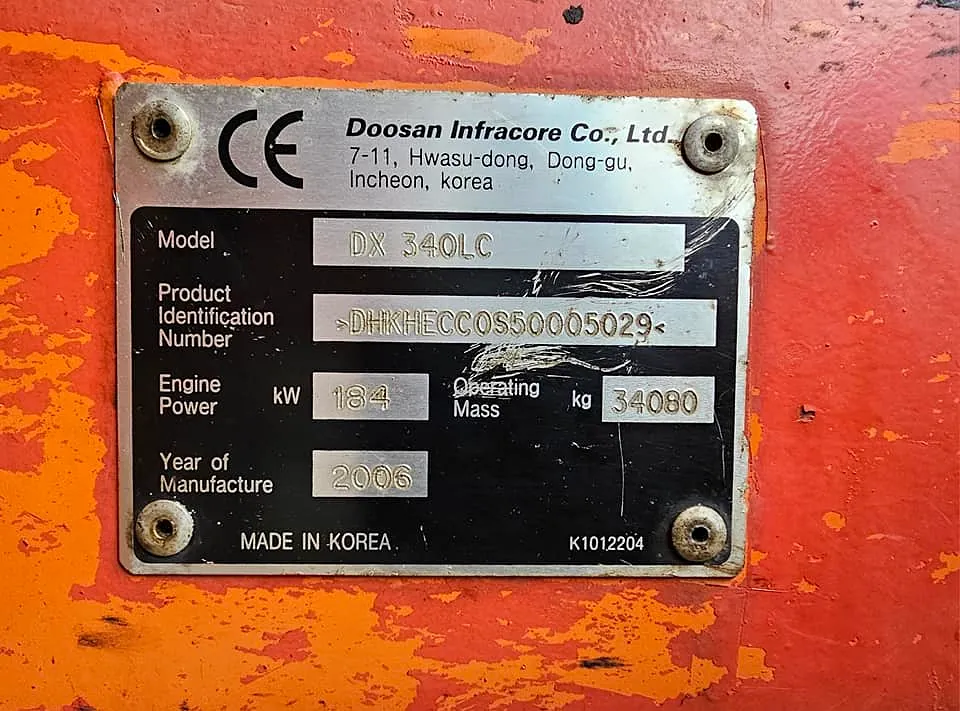 CE Doosan Infracore Co., Ltd.
7-11, Hwasu-dong, Dong-gu,
Incheon, korea
Model DX 340LC
Product
Identification
Number >DHKHECC0S50005029<
Engine
Power kW 184 Operating
Mass kg 34080
Year of
Manufacture 2006
MADE IN KOREA K1012204